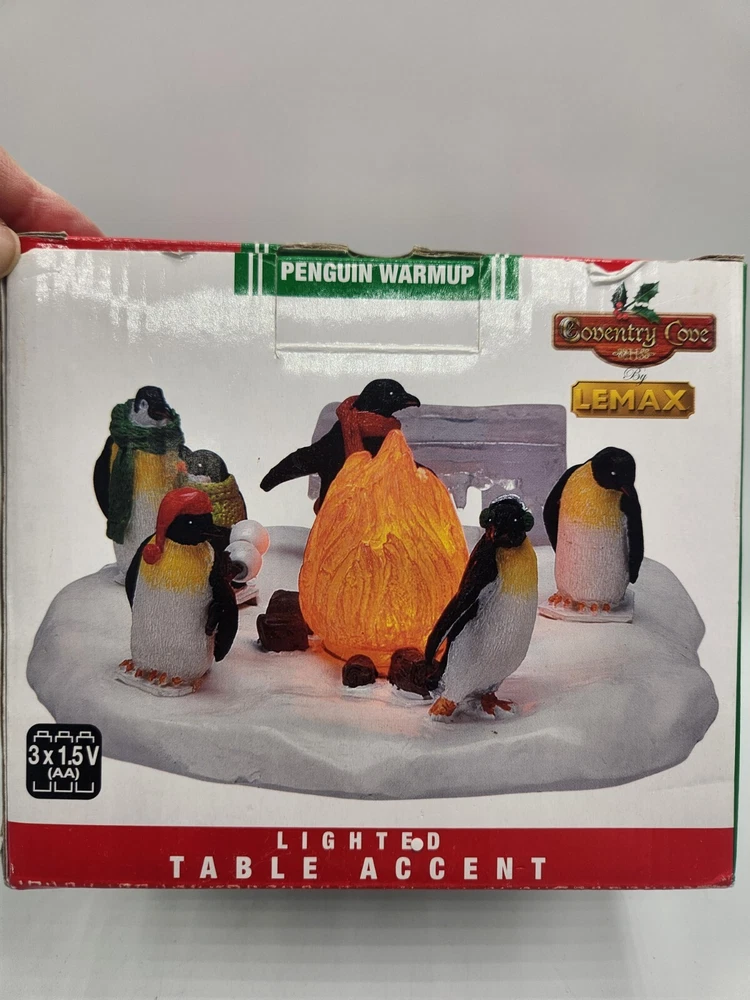 PENGUIN WARMUP
Coventry Cove
By
LEMAX
3 x 1.5 V
(AA)
LIGHTED
TABLE ACCENT